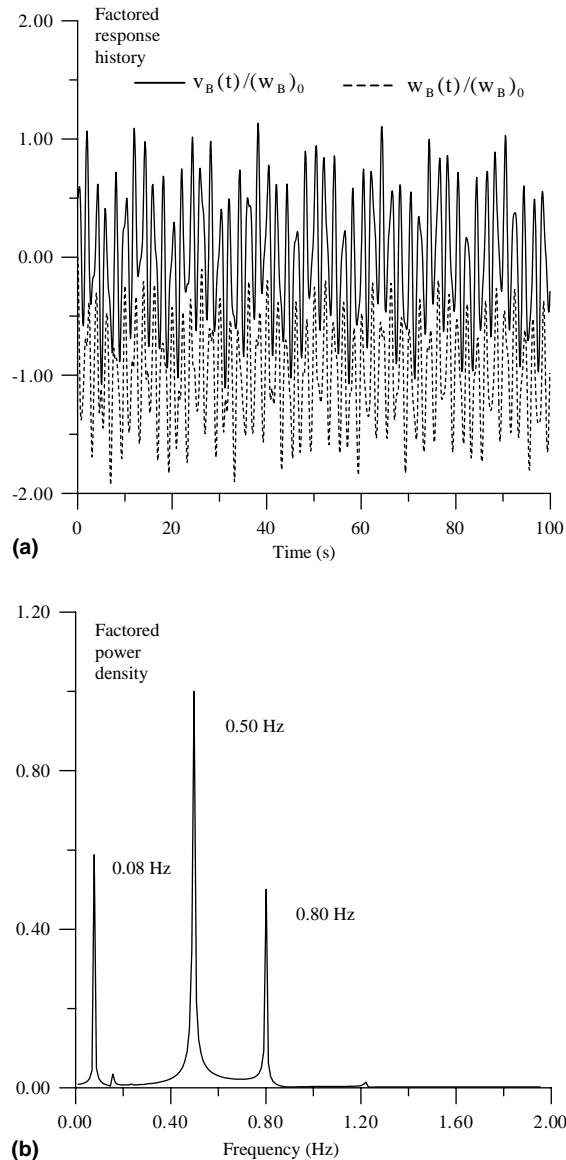 2.00
Factored
response
history
v_B(t)/(w_B)_0 w_B(t)/(w_B)_0
1.00
0.00
-1.00
-2.00
0 20 40 60 80 100
(a)
Time (s)
1.20
Factored
power
density
0.50 Hz
0.80
0.08 Hz
0.80 Hz
0.40
0.00
0.00 0.40 0.80 1.20 1.60 2.00
(b)
Frequency (Hz)